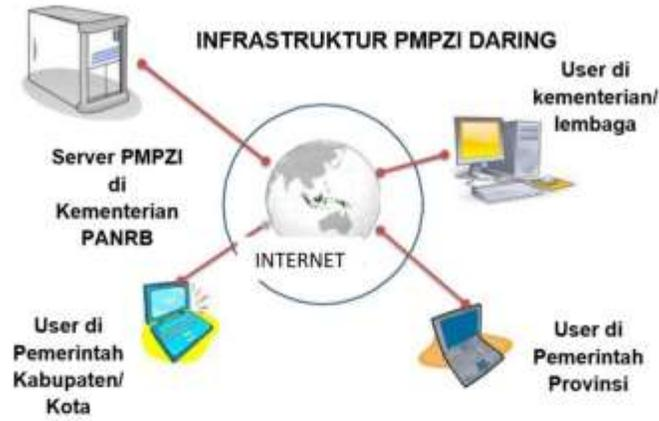 INFRASTRUKTUR PMPZI DARING
User di
kementerian/
lembaga
Server PMPZI
di
Kementerian
PANRB
INTERNET
User di
Pemerintah
Kabupaten/
Kota
User di
Pemerintah
Provinsi